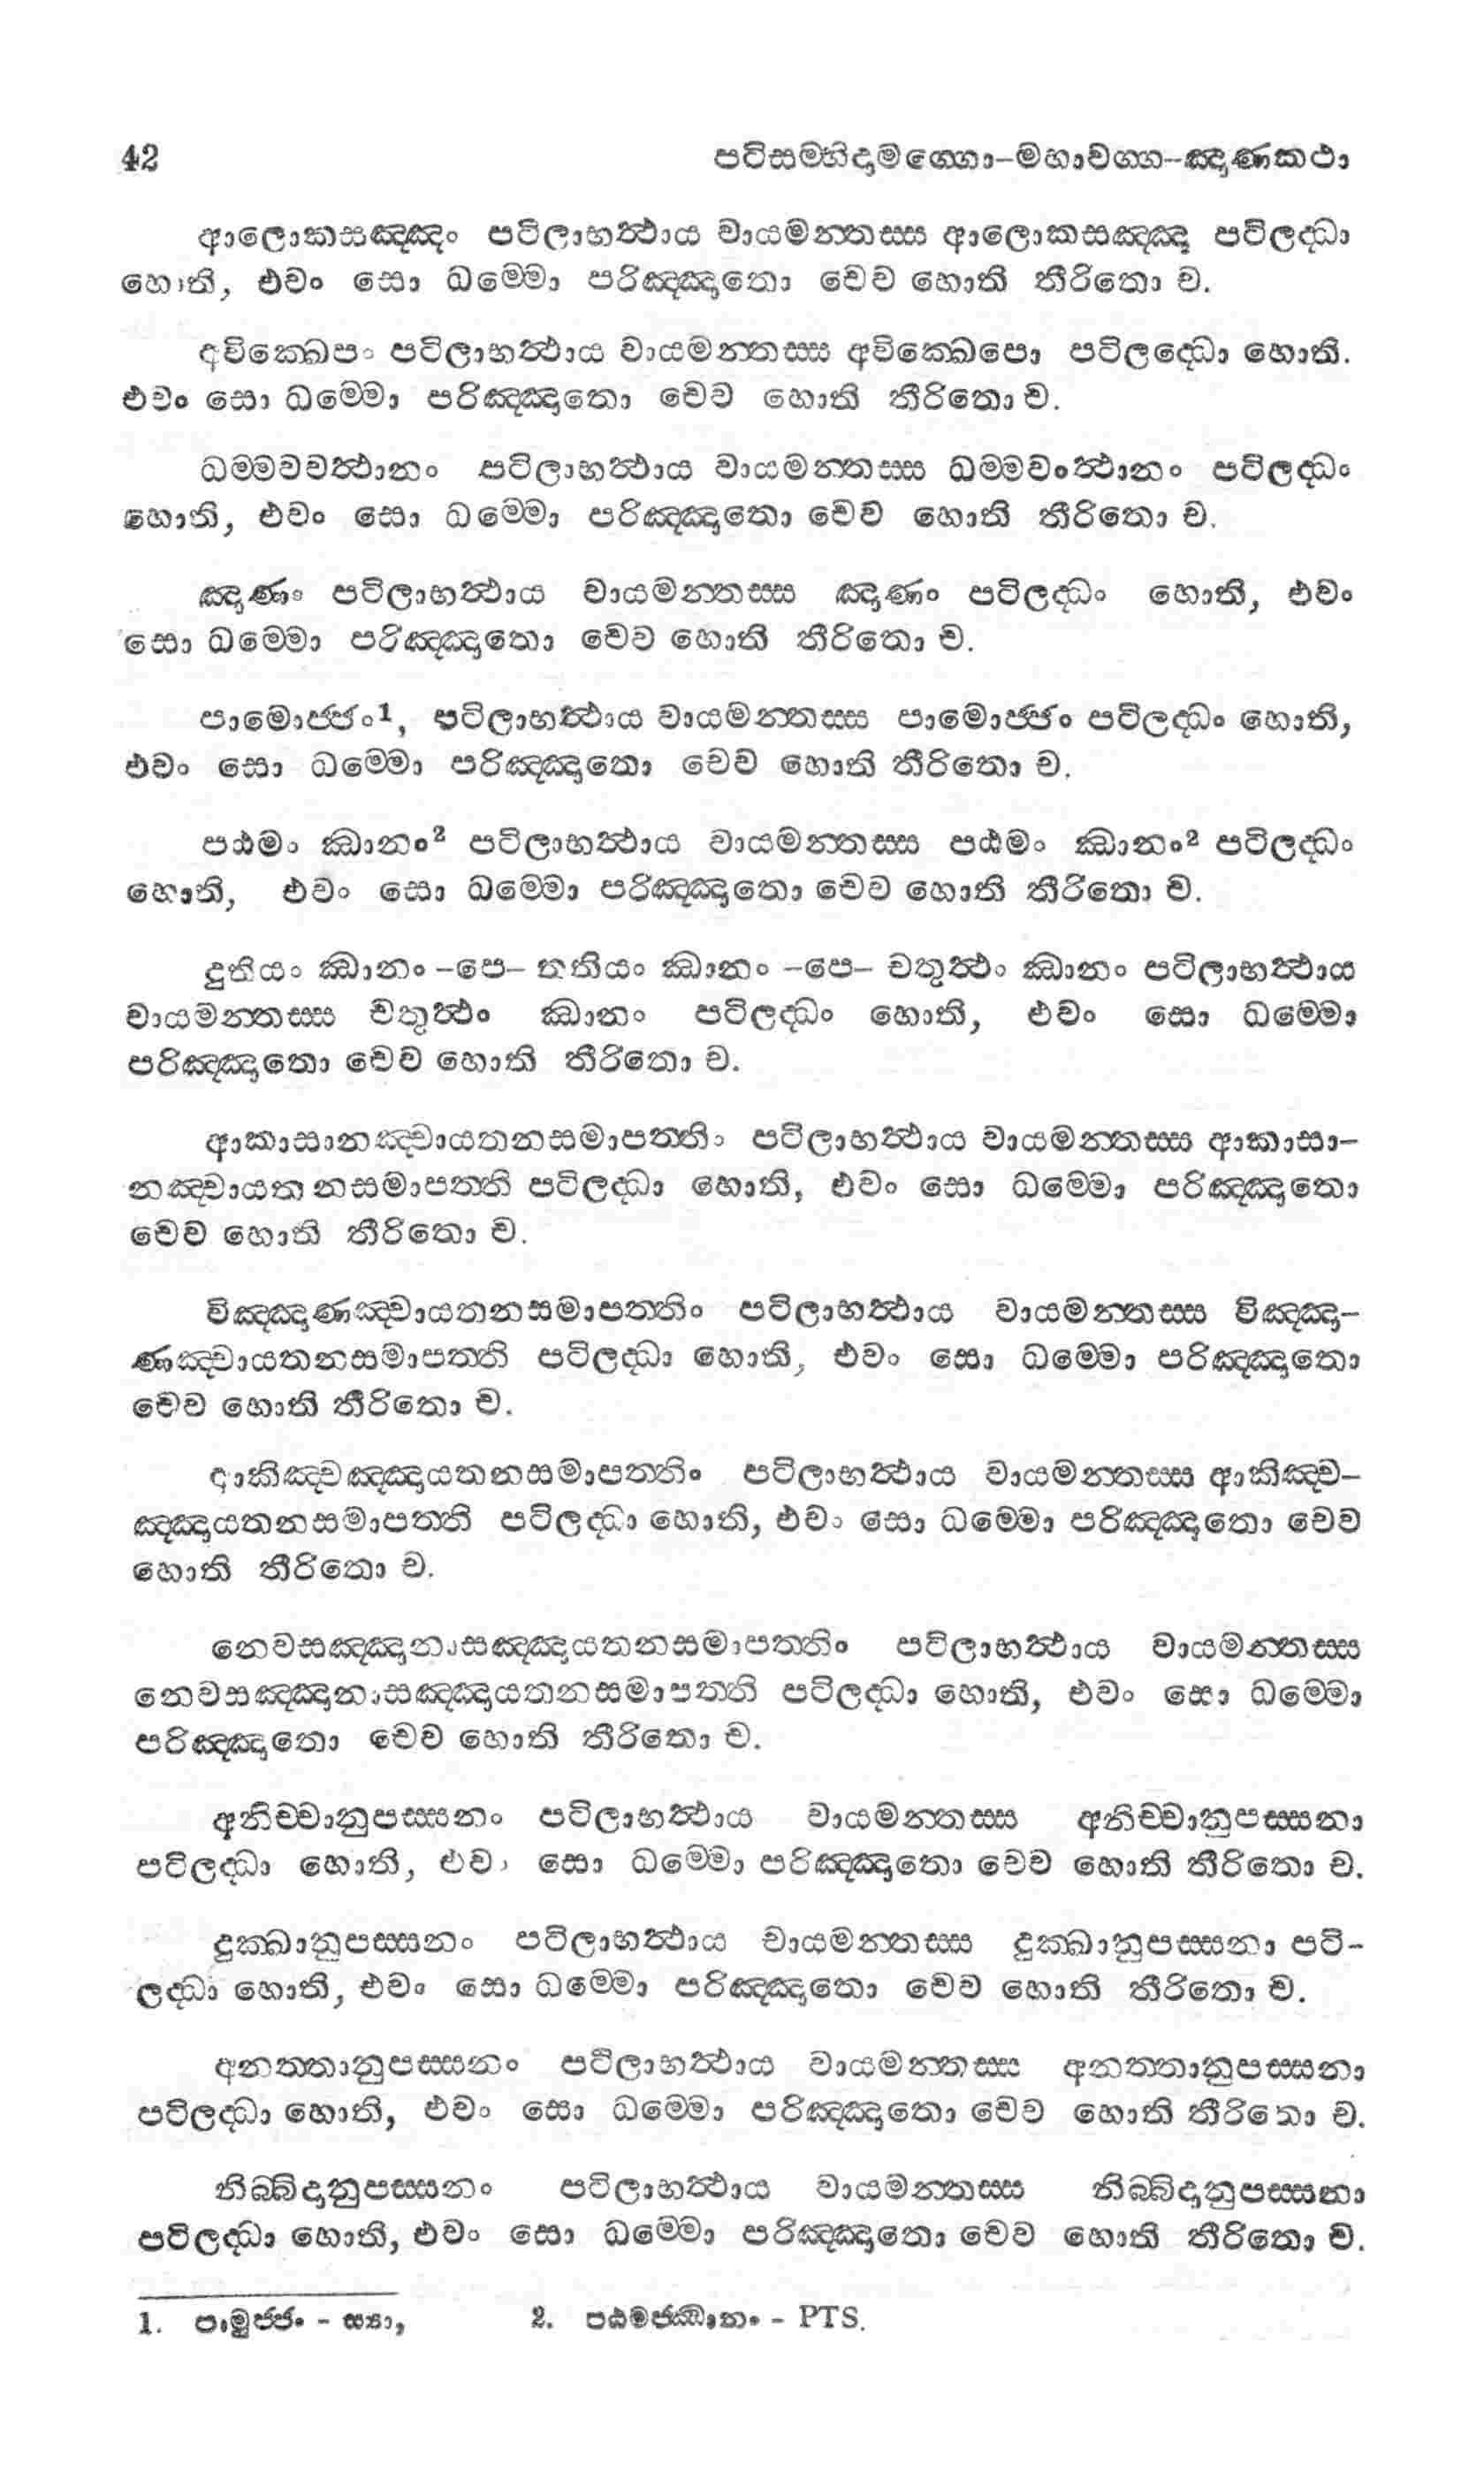 42 පටිසම්භිදාමග්ගො-මහාවග්ග-ඤාණකථා
ආලොකසඤ්ඤං පටිලාභත්ථාය වායමන්තස්ස ආලොකසඤ්ඤා පටිලද්ධා
හොති, එවං සො ධම්මො පරිඤ්ඤාතො චෙව හොති තීරිතො ච.
අවික්ඛෙපං පටිලාභත්ථාය වායමන්තස්ස අවික්ඛෙපො පටිලද්ධො හොති.
එවං සො ධම්මො පරිඤ්ඤාතො චෙව හොති තීරිතො ච.
ධම්මවවත්ථානං පටිලාභත්ථාය වායමන්තස්ස ධම්මවංත්ථානං පටිලද්ධං
හොති, එවං සො ධම්මො පරිඤ්ඤාතො චෙව හොති තීරිතො ච.
ඤාණං පටිලාභත්ථාය වායමන්තස්ස ඤාණං පටිලද්ධං හොති, එවං
සො ධම්මො පරිඤ්ඤාතො චෙව හොති තීරිතො ච.
පාමොජ්ජං¹, පටිලාභත්ථාය වායමන්තස්ස පාමොජ්ජං පටිලද්ධං හොති,
එවං සො ධම්මො පරිඤ්ඤාතො චෙව හොති තීරිතො ච.
පඨමං ඣානං² පටිලාභත්ථාය වායමන්තස්ස පඨමං ඣානං² පටිලද්ධං
හොති, එවං සො ධම්මො පරිඤ්ඤාතො චෙව හොති තීරිතො ච.
දුතියං ඣානං -පෙ- තතියං ඣානං -පෙ- චතුත්ථං ඣානං පටිලාභත්ථාය
වායමන්තස්ස චතුත්ථං ඣානං පටිලද්ධං හොති, එවං සො ධම්මො
පරිඤ්ඤාතො චෙව හොති තීරිතො ච.
ආකාසානඤ්චායතනසමාපත්තිං පටිලාභත්ථාය වායමන්තස්ස ආකාසා-
නඤ්චායතනසමාපත්ති පටිලද්ධා හොති, එවං සො ධම්මො පරිඤ්ඤාතො
චෙව හොති තීරිතො ච.
විඤ්ඤාණඤ්චායතනසමාපත්තිං පටිලාභත්ථාය වායමන්තස්ස විඤ්ඤා-
ණඤ්චායතනසමාපත්ති පටිලද්ධා හොති, එවං සො ධම්මො පරිඤ්ඤාතො
චෙව හොති තීරිතො ච.
ආකිඤ්චඤ්ඤායතනසමාපත්තිං පටිලාභත්ථාය වායමන්තස්ස ආකිඤ්ච-
ඤ්ඤායතනසමාපත්ති පටිලද්ධා හොති, එවං සො ධම්මො පරිඤ්ඤාතො චෙව
හොති තීරිතො ච.
නෙවසඤ්ඤානාසඤ්ඤායතනසමාපත්තිං පටිලාභත්ථාය වායමන්තස්ස
නෙවසඤ්ඤානාසඤ්ඤායතනසමාපත්ති පටිලද්ධා හොති, එවං සො ධම්මො
පරිඤ්ඤාතො චෙව හොති තීරිතො ච.
අනිච්චානුපස්සනං පටිලාභත්ථාය වායමන්තස්ස අනිච්චානුපස්සනා
පටිලද්ධා හොති, එවං සො ධම්මො පරිඤ්ඤාතො චෙව හොති තීරිතො ච.
දුක්ඛානුපස්සනං පටිලාභත්ථාය වායමන්තස්ස දුක්ඛානුපස්සනා පටි-
ලද්ධා හොති, එවං සො ධම්මො පරිඤ්ඤාතො චෙව හොති තීරිතො ච.
අනත්තානුපස්සනං පටිලාභත්ථාය වායමන්තස්ස අනත්තානුපස්සනා
පටිලද්ධා හොති, එවං සො ධම්මො පරිඤ්ඤාතො චෙව හොති තීරිතො ච.
නිබ්බිදානුපස්සනං පටිලාභත්ථාය වායමන්තස්ස නිබ්බිදානුපස්සනා
පටිලද්ධා හොති, එවං සො ධම්මො පරිඤ්ඤාතො චෙව හොති තීරිතො ච.
1. පාමුජ්ජං - ස්‍යා, 2. පඨමජ්ඣානං - PTS.